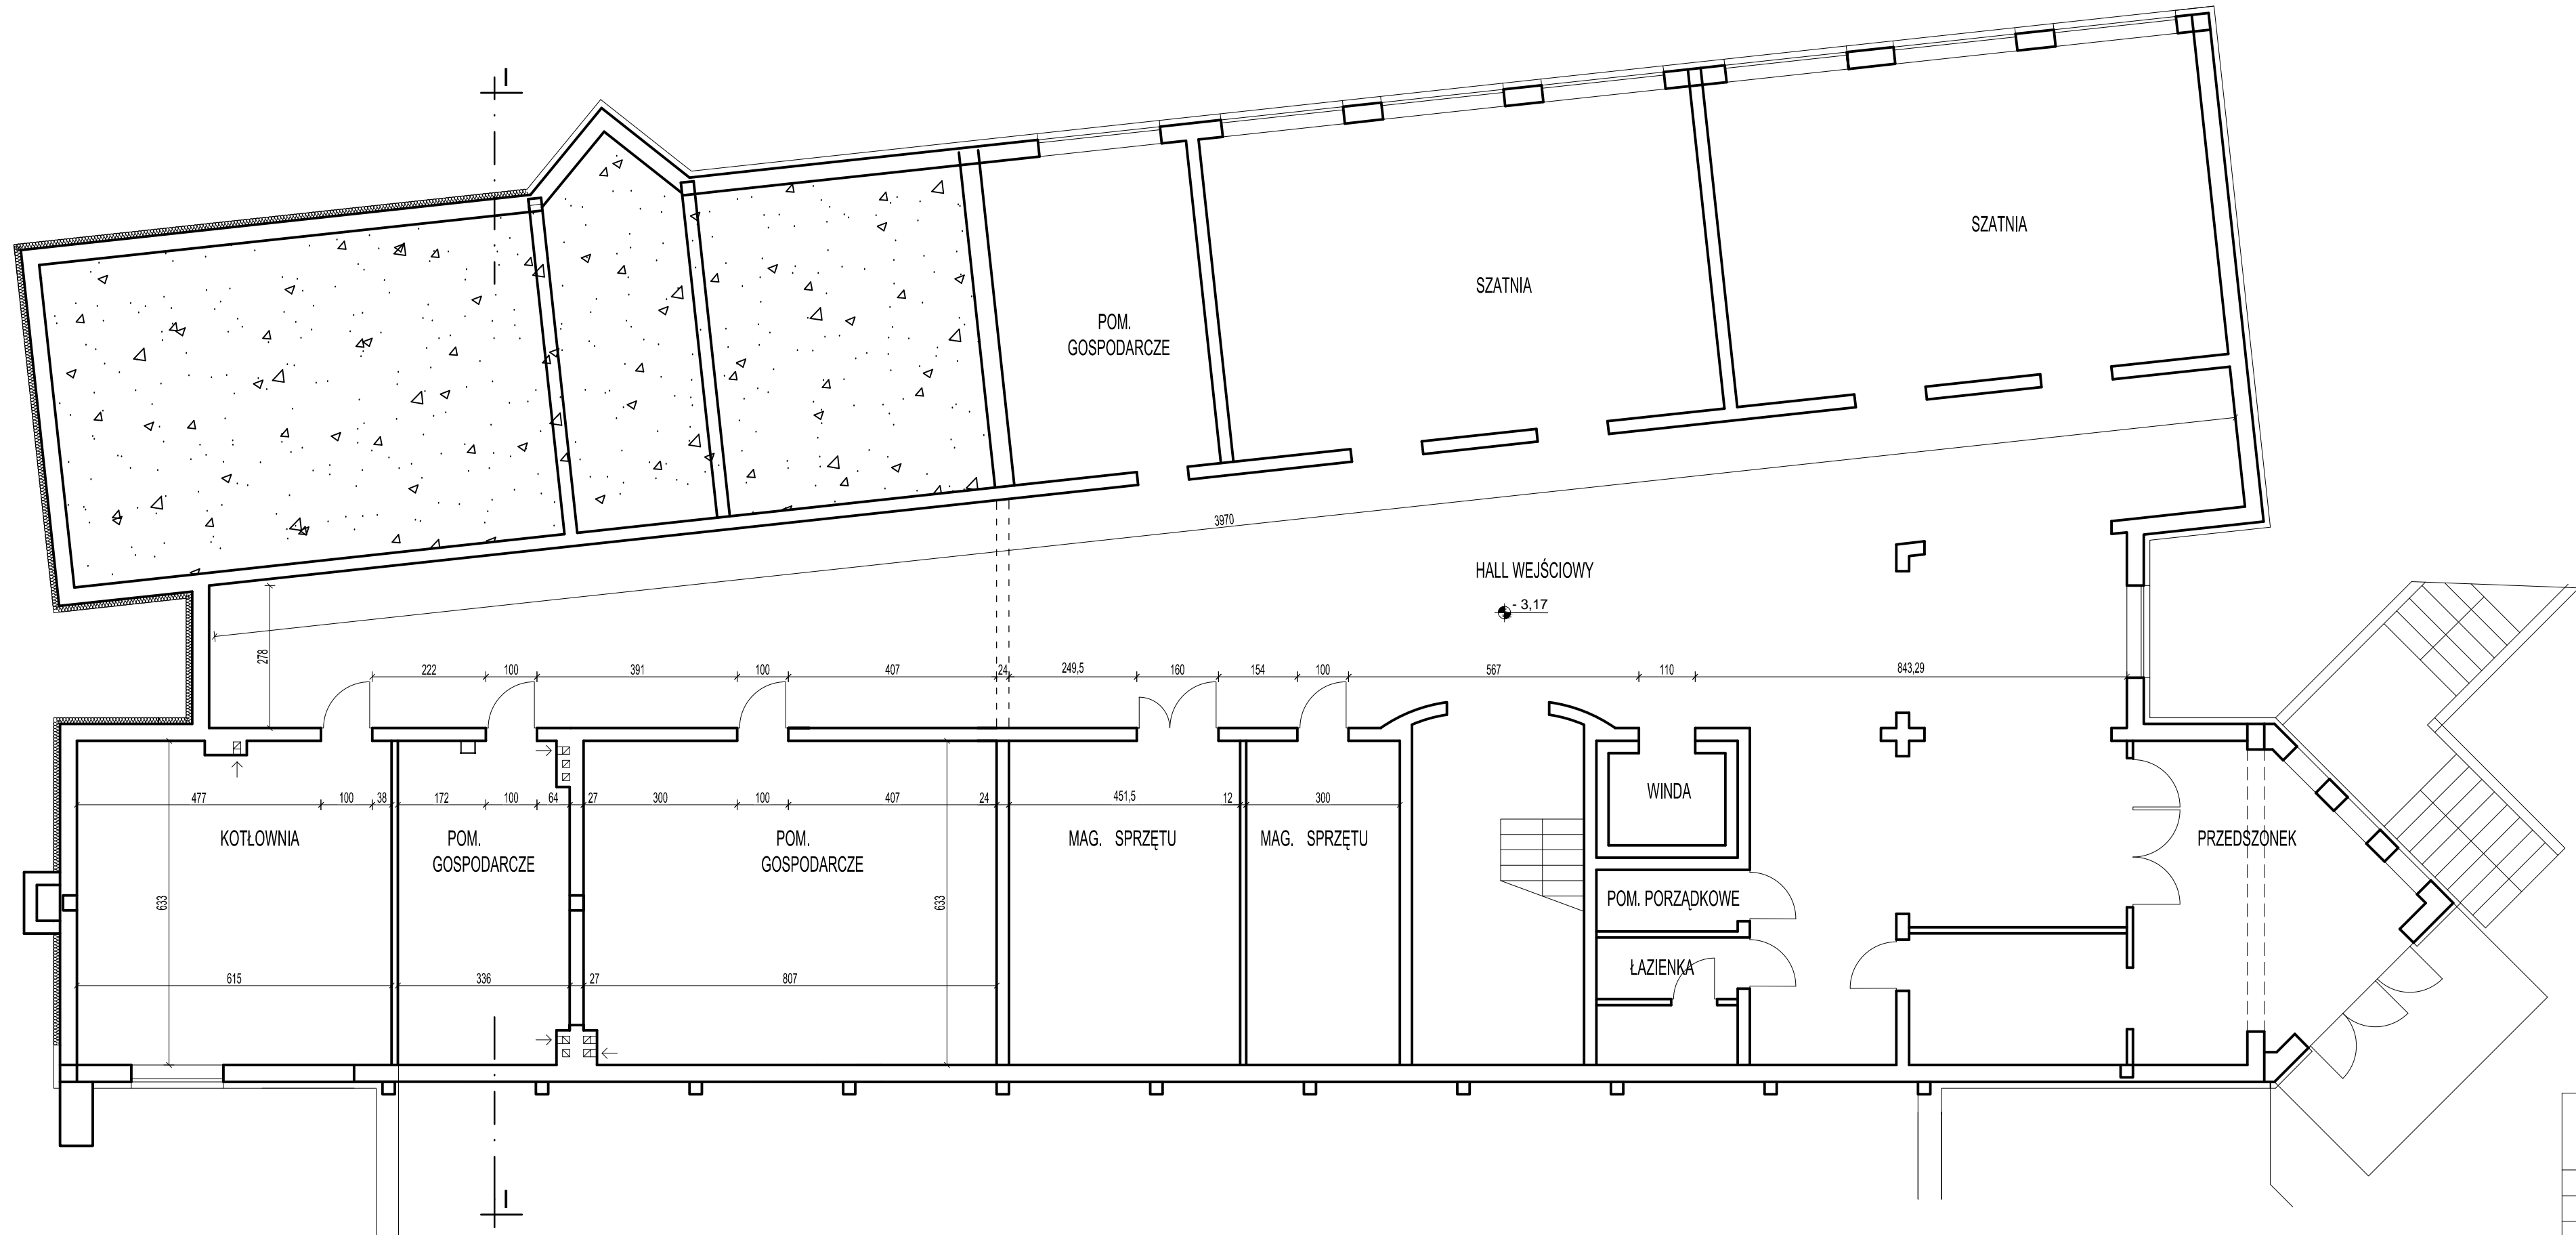 I
SZATNIA
SZATNIA
POM.
GOSPODARCZE
3970
HALL WEJŚCIOWY
- 3,17
278
222
100
391
100
407
24
249,5
160
154
100
567
110
843,29
477
100
38
172
100
64
27
300
100
407
24
451,5
12
300
WINDA
KOTŁOWNIA
POM.
GOSPODARCZE
POM.
GOSPODARCZE
MAG. SPRZĘTU
MAG. SPRZĘTU
PRZEDSZONEK
633
633
POM. PORZĄDKOWE
ŁAZIENKA
615
336
27
807
I